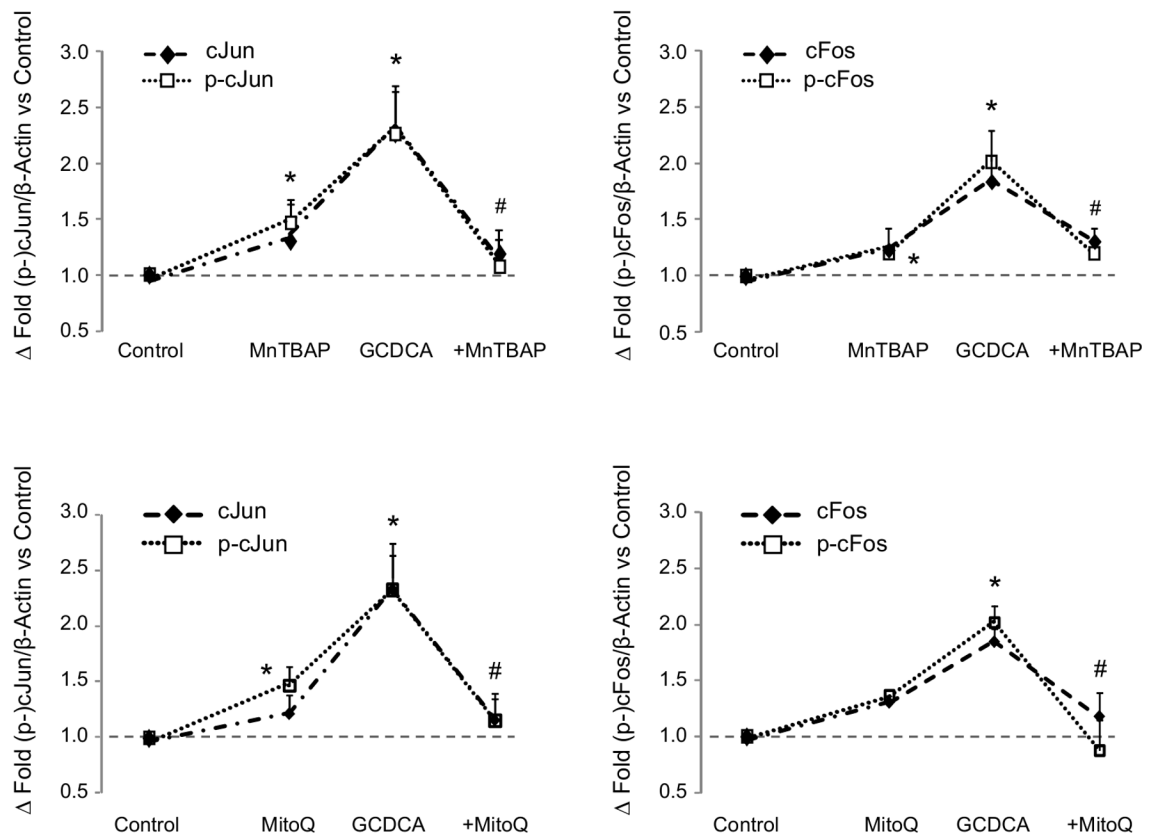 Δ Fold (p-)cJun/β-Actin vs Control
3.0
2.5
2.0
1.5
1.0
0.5
cJun
p-cJun
*
*
#
Control MnTBAP GCDCA +MnTBAP
Δ Fold (p-)cFos/β-Actin vs Control
3.0
2.5
2.0
1.5
1.0
0.5
cFos
p-cFos
*
*
#
Control MnTBAP GCDCA +MnTBAP
Δ Fold (p-)cJun/β-Actin vs Control
3.0
2.5
2.0
1.5
1.0
0.5
cJun
p-cJun
*
*
#
Control MitoQ GCDCA +MitoQ
Δ Fold (p-)cFos/β-Actin vs Control
3.0
2.5
2.0
1.5
1.0
0.5
cFos
p-cFos
*
#
Control MitoQ GCDCA +MitoQ